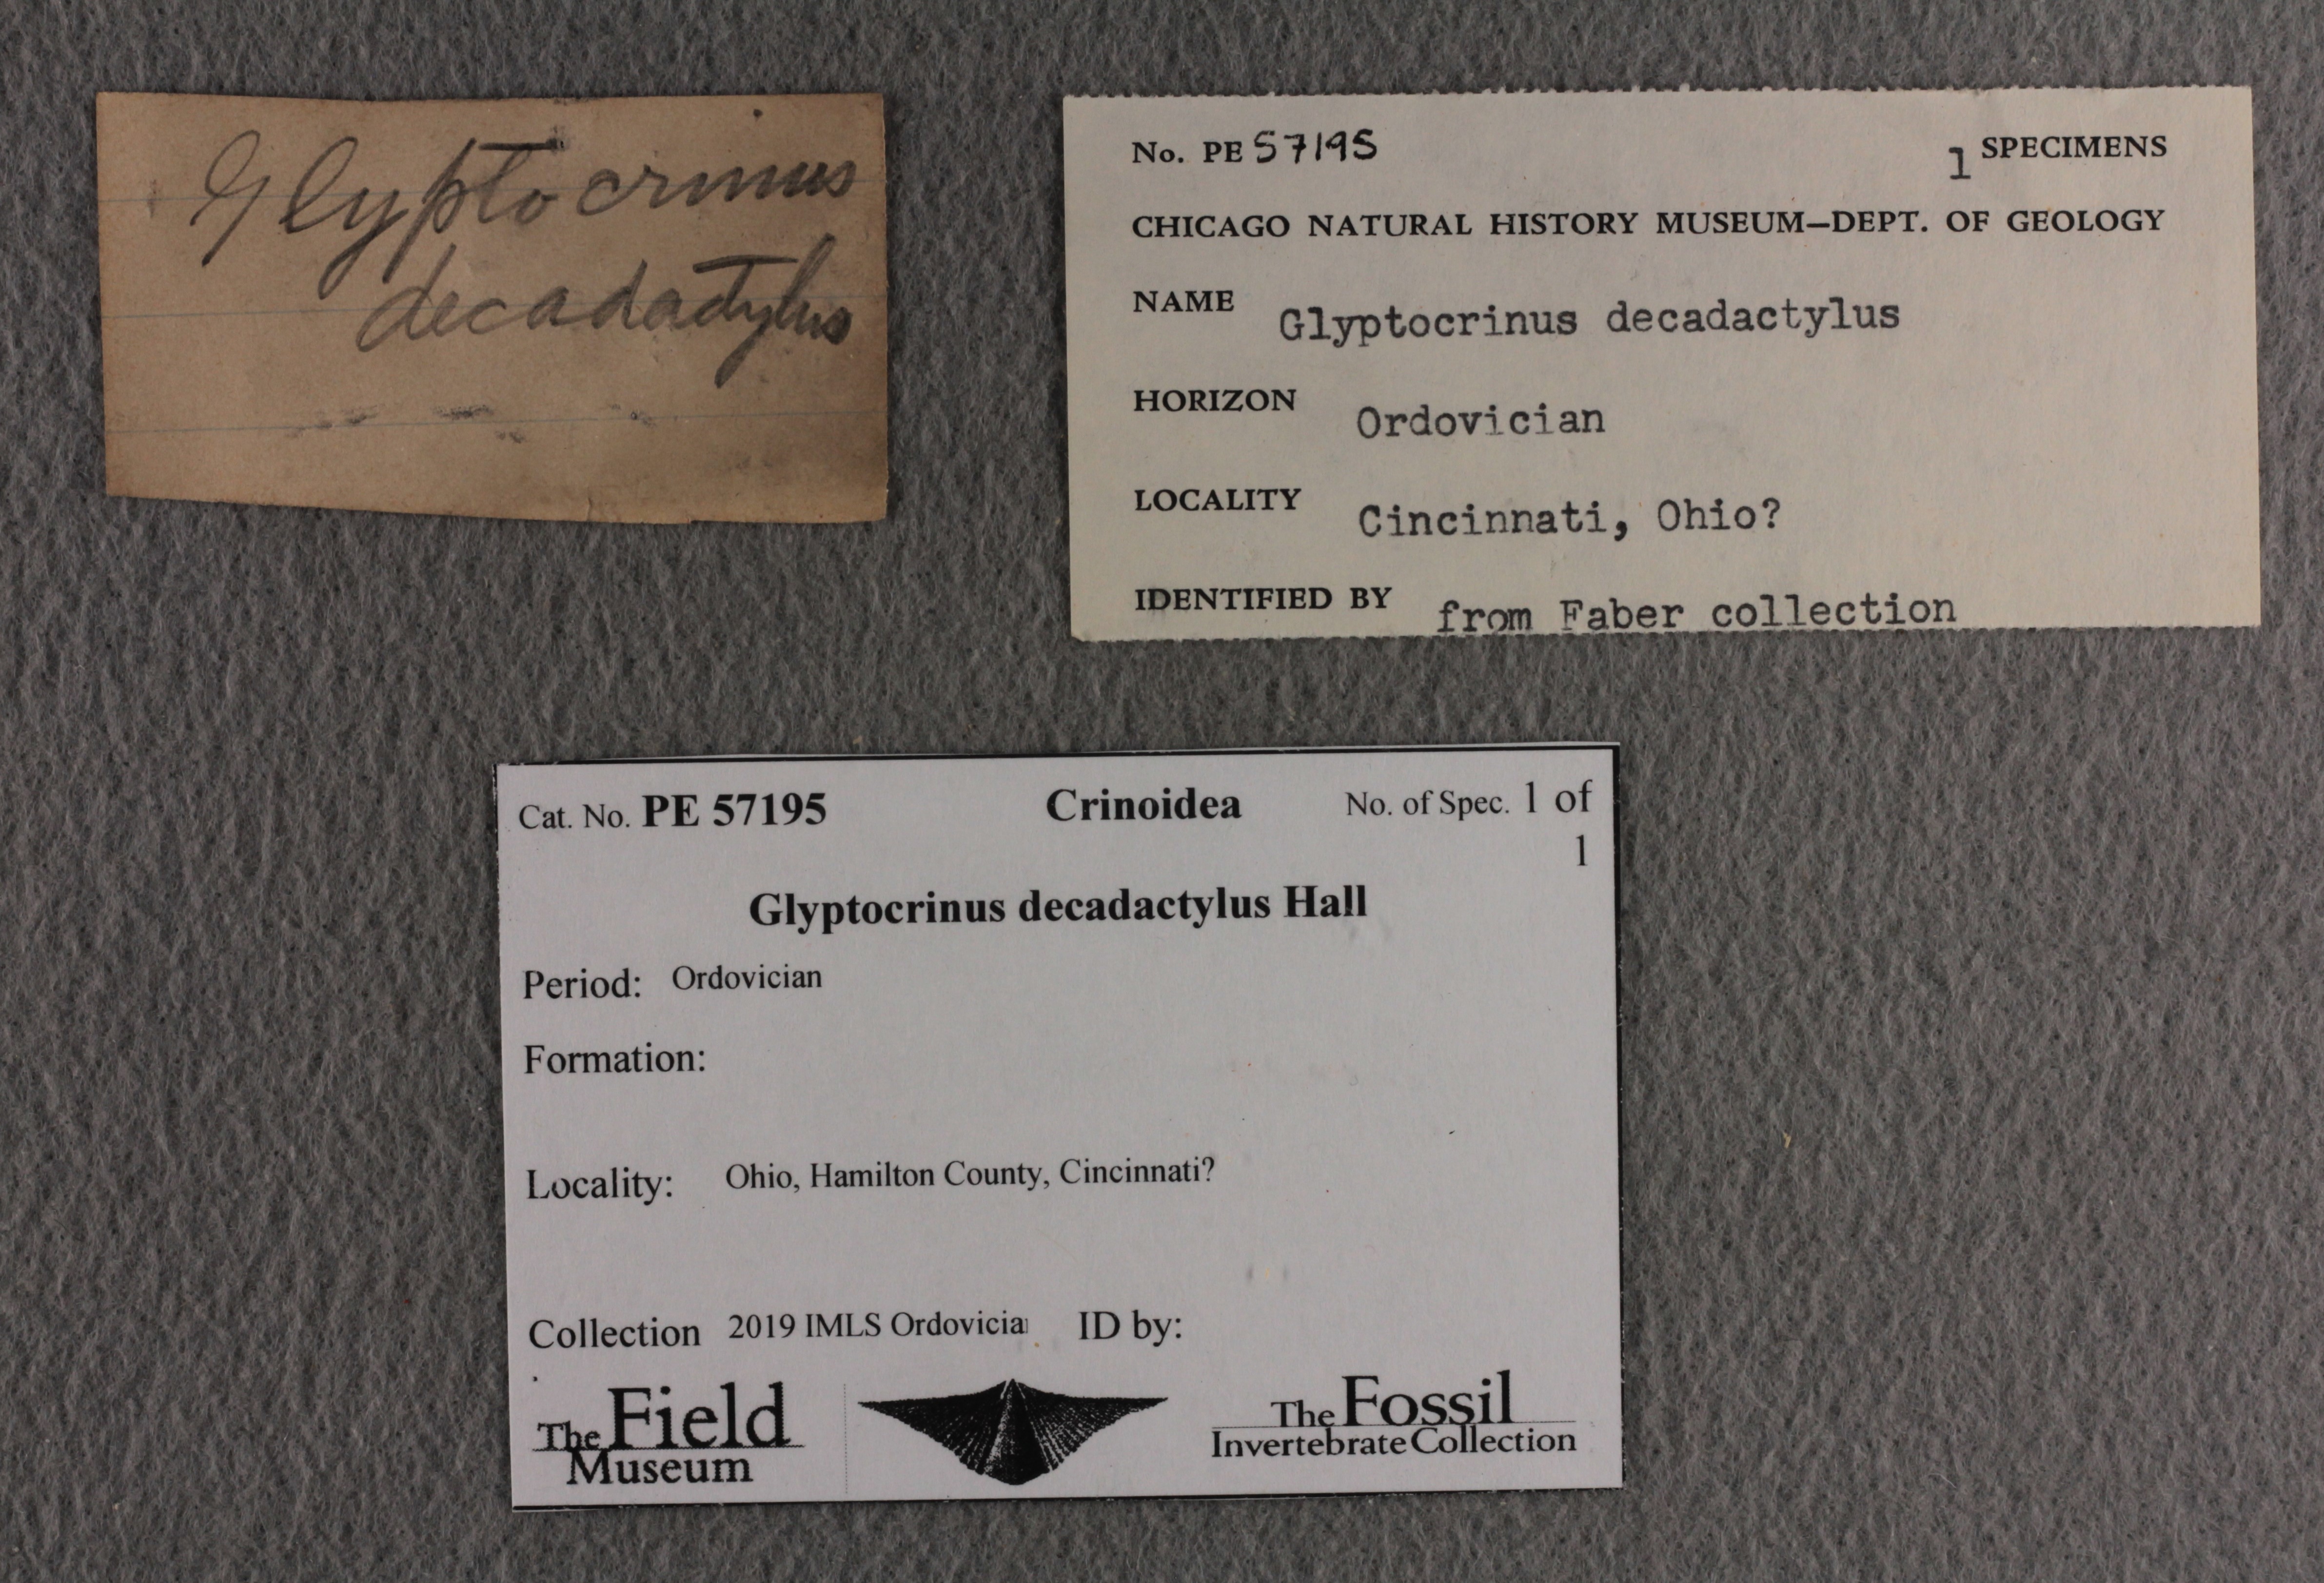 Glyptocrinus
decadactylus
No. PE 57195
1 SPECIMENS
CHICAGO NATURAL HISTORY MUSEUM—DEPT. OF GEOLOGY
NAME Glyptocrinus decadactylus
HORIZON Ordovician
LOCALITY Cincinnati, Ohio?
IDENTIFIED BY from Faber collection
Cat. No. PE 57195 Crinoidea No. of Spec. 1 of
1
Glyptocrinus decadactylus Hall
Period: Ordovician
Formation:
Locality: Ohio, Hamilton County, Cincinnati?
Collection 2019 IMLS Ordovicia ID by:
The Field
Museum
The Fossil
Invertebrate Collection